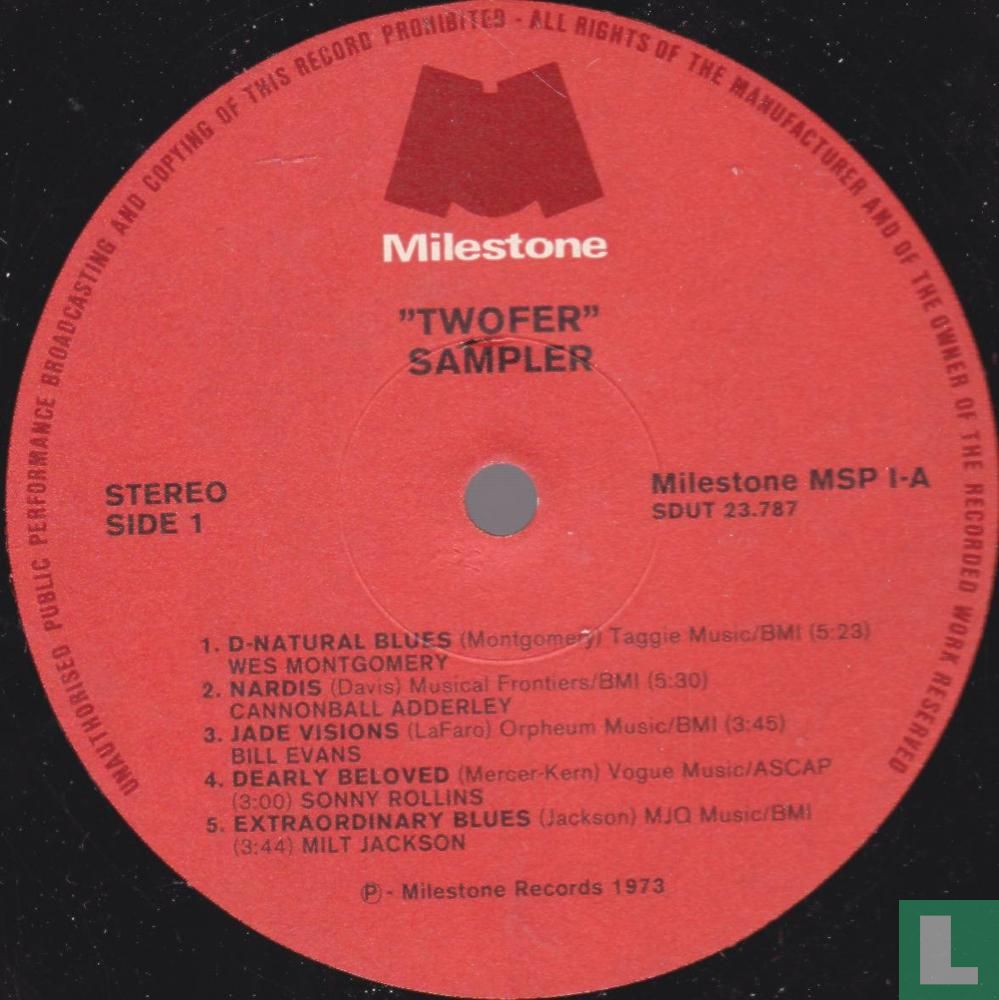 UNAUTHORISED PUBLIC PERFORMANCE BROADCASTING AND COPYING OF THIS RECORD PROHIBITED - ALL RIGHTS OF THE MANUFACTURER AND OF THE OWNER OF THE RECORDED WORK RESERVED
Milestone
"TWOFER"
SAMPLER
STEREO
SIDE 1
Milestone MSP I-A
SDUT 23.787
1. D-NATURAL BLUES (Montgomery) Taggie Music/BMI (5:23)
WES MONTGOMERY
2. NARDIS (Davis) Musical Frontiers/BMI (5:30)
CANNONBALL ADDERLEY
3. JADE VISIONS (LaFaro) Orpheum Music/BMI (3:45)
BILL EVANS
4. DEARLY BELOVED (Mercer-Kern) Vogue Music/ASCAP
(3:00) SONNY ROLLINS
5. EXTRAORDINARY BLUES (Jackson) MJQ Music/BMI
(3:44) MILT JACKSON
Ⓟ - Milestone Records 1973
L